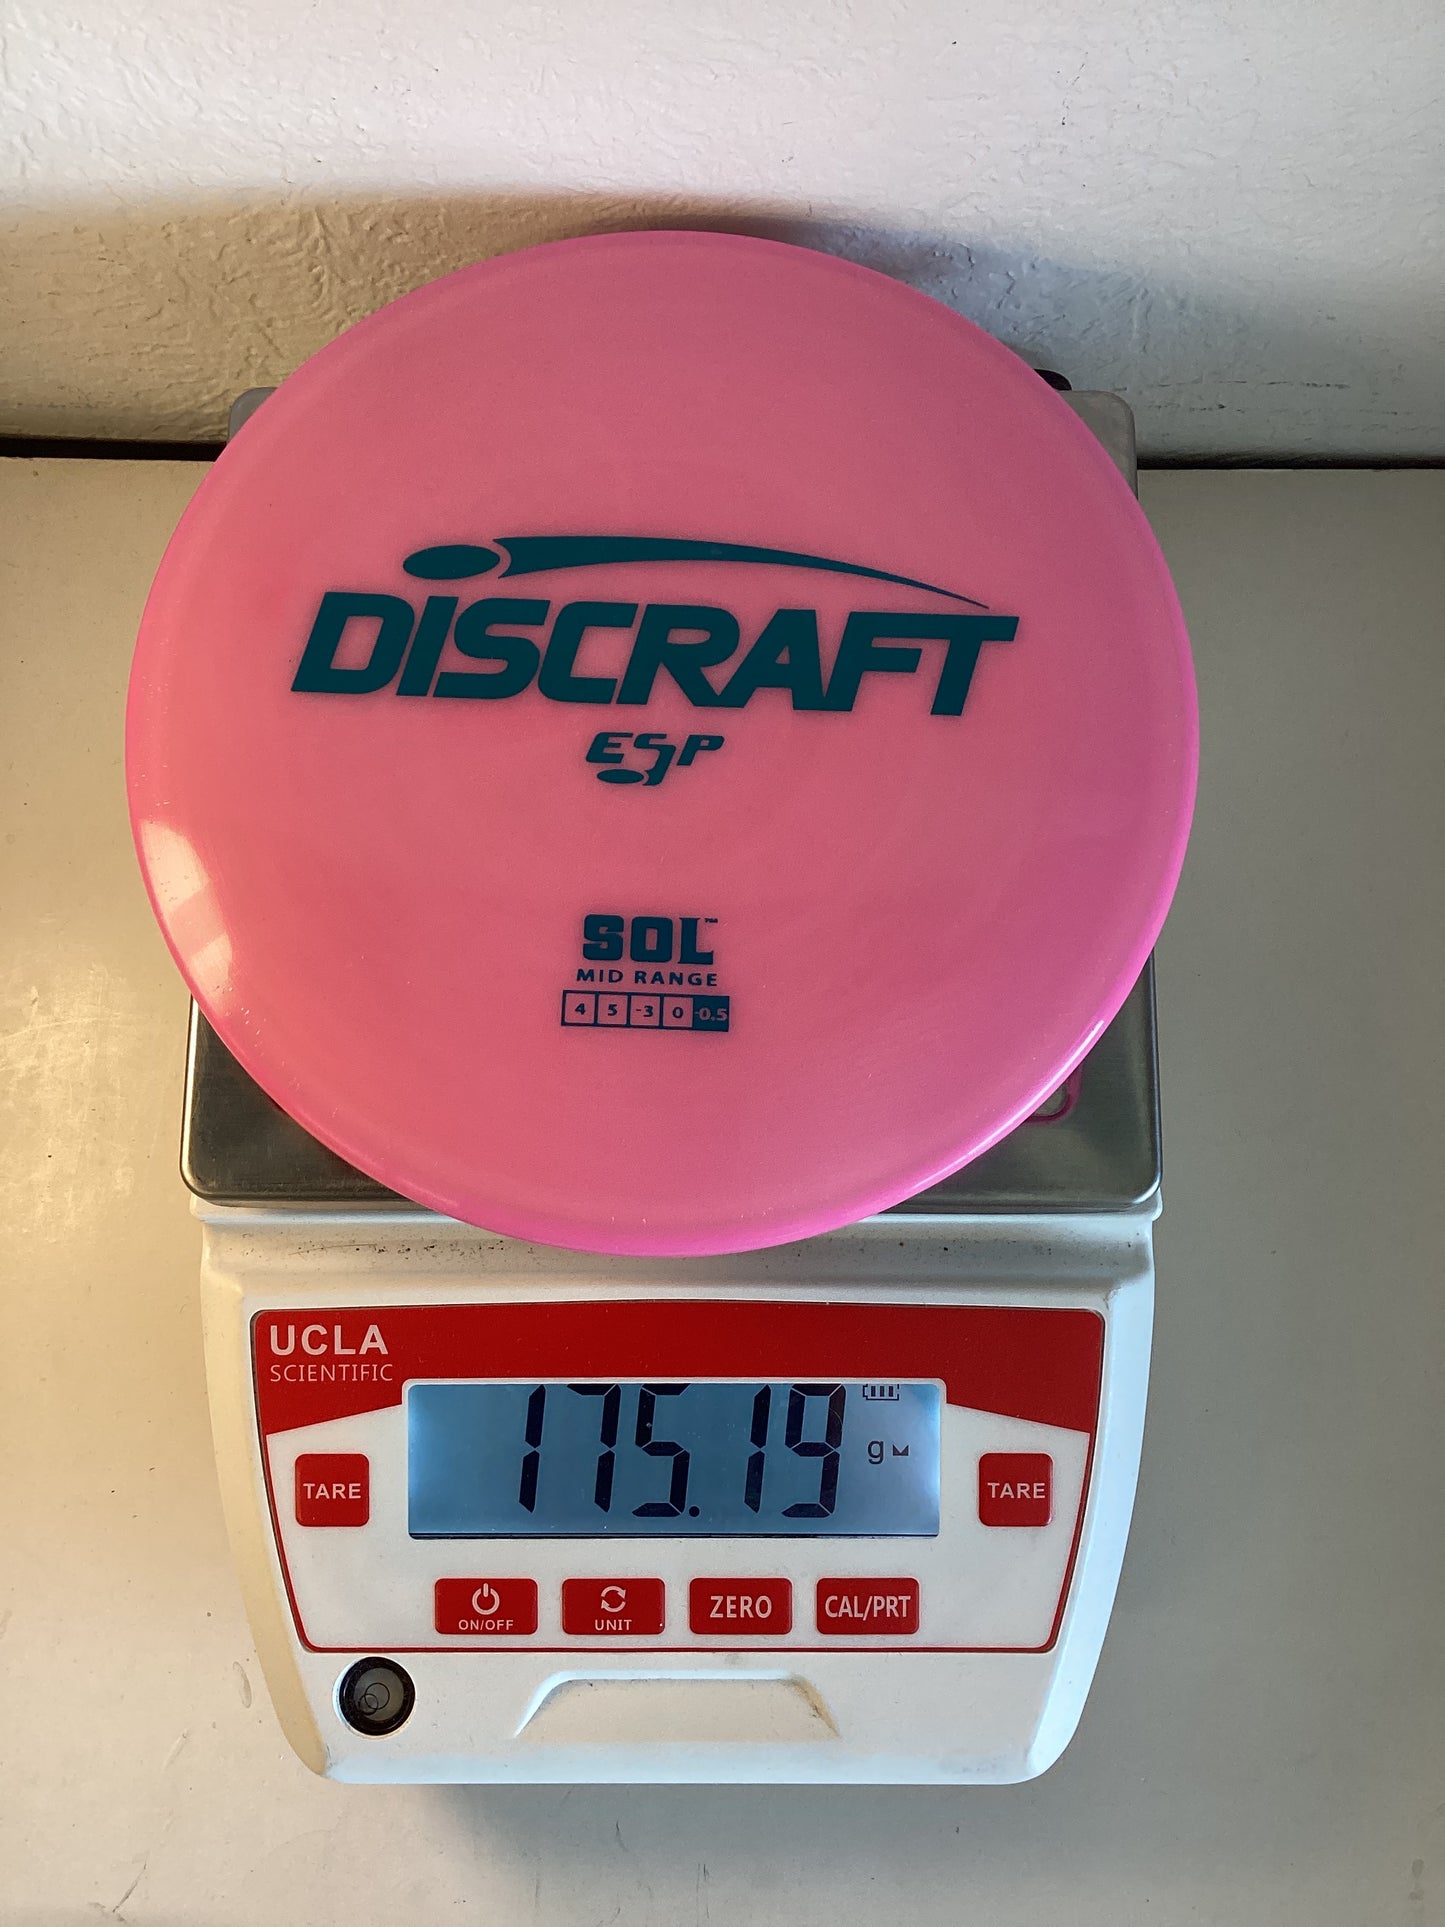 DISCRAFT
ESP
SOL™
MID RANGE
4 5 -3 0 -0.5
UCLA
SCIENTIFIC
175.19 g
TARE TARE
ON/OFF UNIT ZERO CAL/PRT